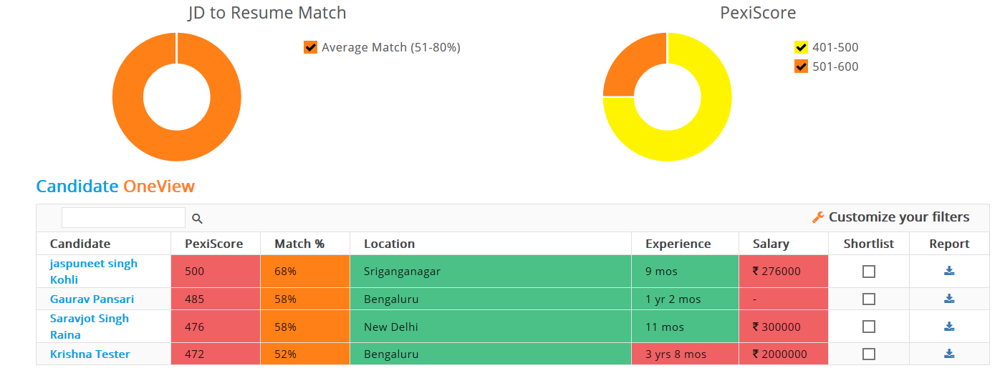 JD to Resume Match
PexiScore
Average Match (51-80%)
401-500
501-600
Candidate OneView
Customize your filters
Candidate PexiScore Match % Location Experience Salary Shortlist Report
jaspuneet singh
Kohli
500 68% Sriganganagar 9 mos ₹ 276000
Gaurav Pansari 485 58% Bengaluru 1 yr 2 mos -
Saravjot Singh
Raina
476 58% New Delhi 11 mos ₹ 300000
Krishna Tester 472 52% Bengaluru 3 yrs 8 mos ₹ 2000000